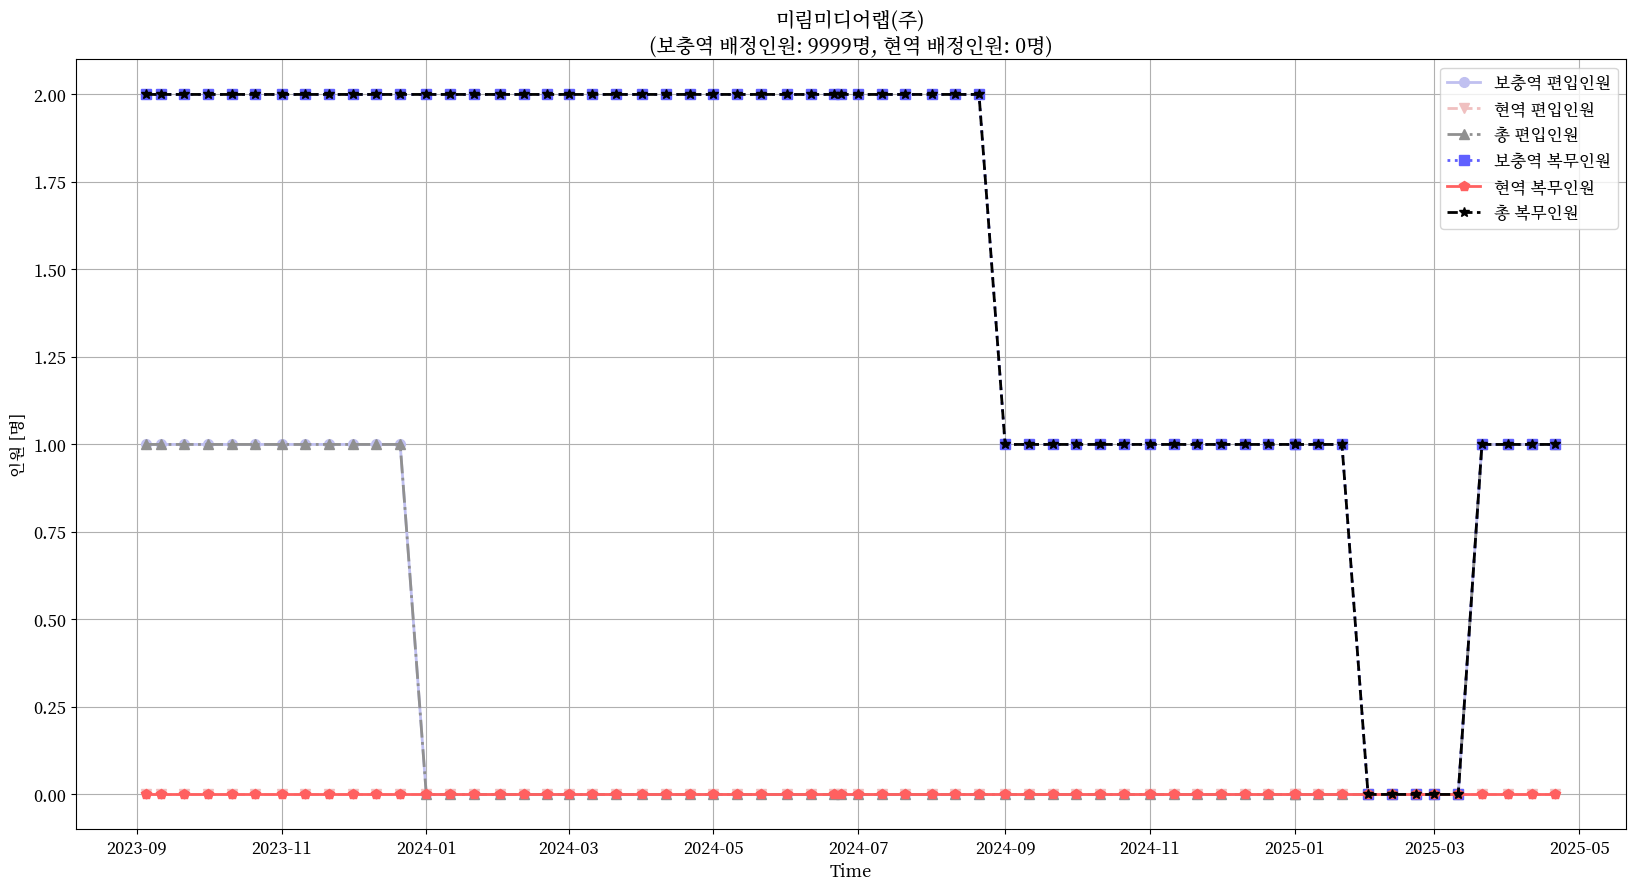 미림미디어랩(주)
(보충역 배정인원: 9999명, 현역 배정인원: 0명)
보충역 편입인원
현역 편입인원
총 편입인원
보충역 복무인원
현역 복무인원
총 복무인원
인원 [명]
2.00
1.75
1.50
1.25
1.00
0.75
0.50
0.25
0.00
2023-09 2023-11 2024-01 2024-03 2024-05 2024-07 2024-09 2024-11 2025-01 2025-03 2025-05
Time